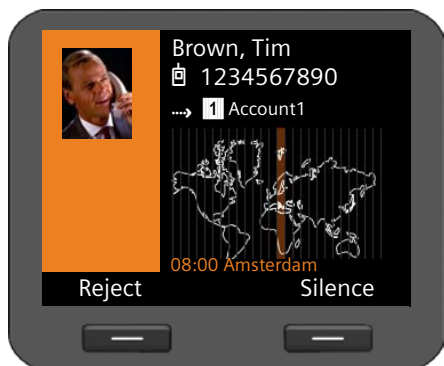 Brown, Tim
1234567890
1 Account1
08:00 Amsterdam
Reject
Silence